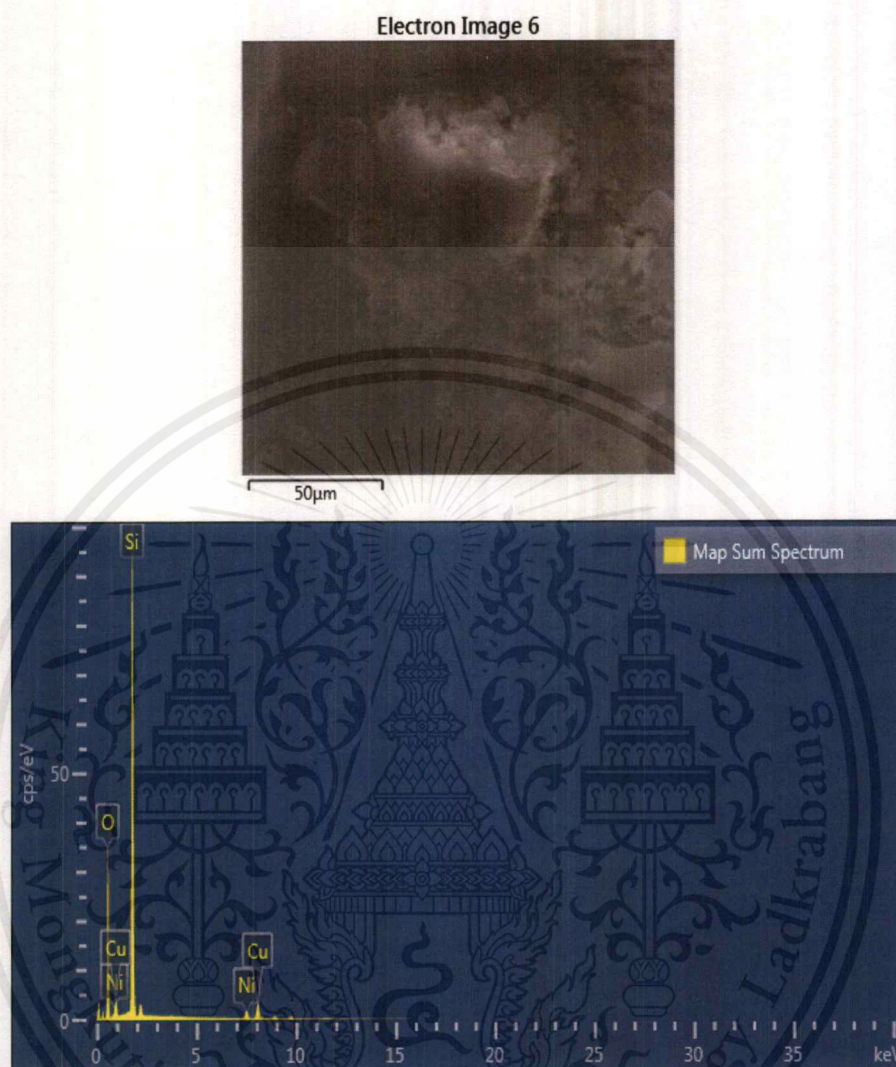 Electron Image 6
50µm
Map Sum Spectrum
cps/eV
50
0
Si
O
Cu
Ni
Cu
Ni
0 5 10 15 20 25 30 35 keV
King Mongkut
gy Ladkrabang